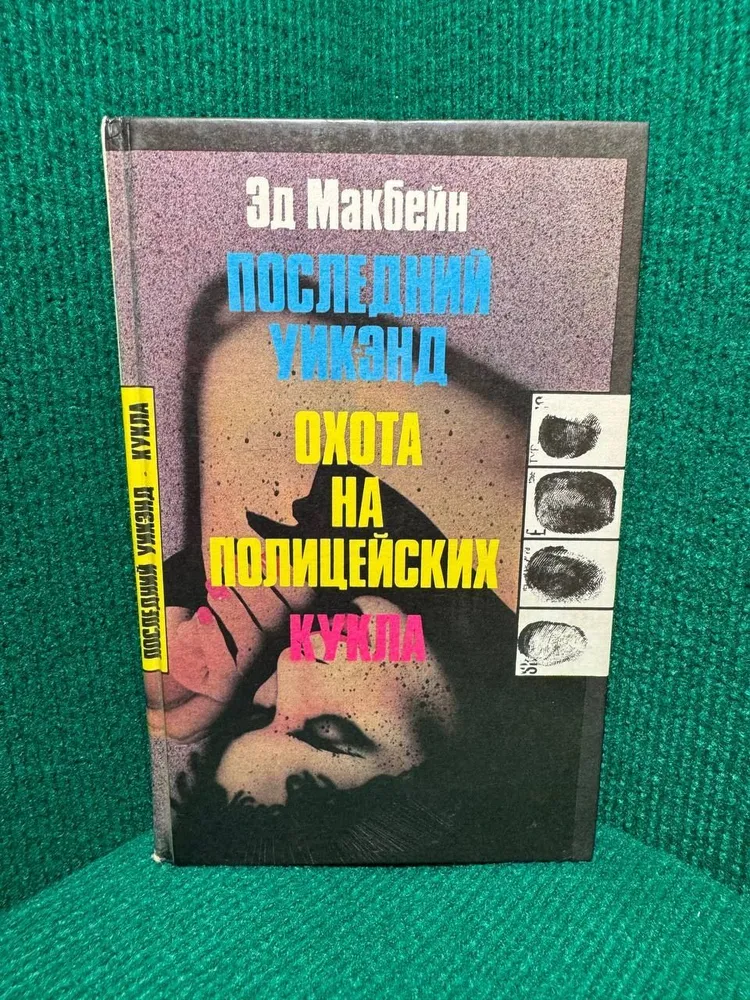 Эд Макбейн
ПОСЛЕДНИЙ
УИКЭНД
ОХОТА
НА
ПОЛИЦЕЙСКИХ
КУКЛА
ПОСЛЕДНИЙ УИКЭНД · КУКЛА